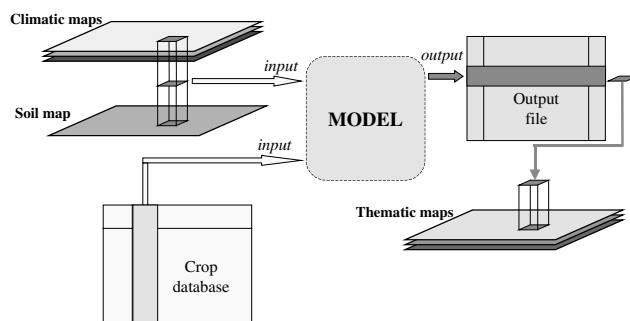 Climatic maps
input
output
Soil map
MODEL
Output
file
input
Thematic maps
Crop
database